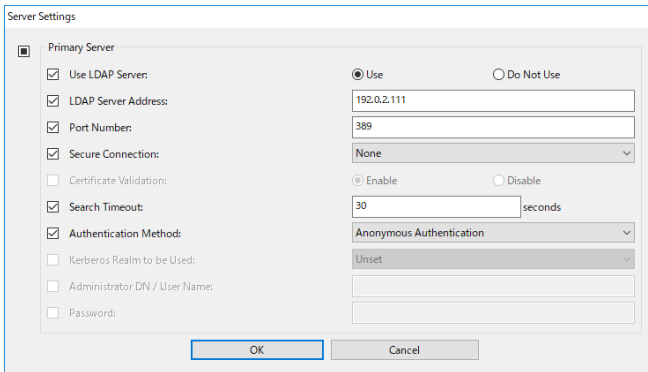 Server Settings
Primary Server
Use LDAP Server: Use Do Not Use
LDAP Server Address: 192.0.2.111
Port Number: 389
Secure Connection: None
Certificate Validation: Enable Disable
Search Timeout: 30 seconds
Authentication Method: Anonymous Authentication
Kerberos Realm to be Used: Unset
Administrator DN / User Name:
Password:
OK Cancel